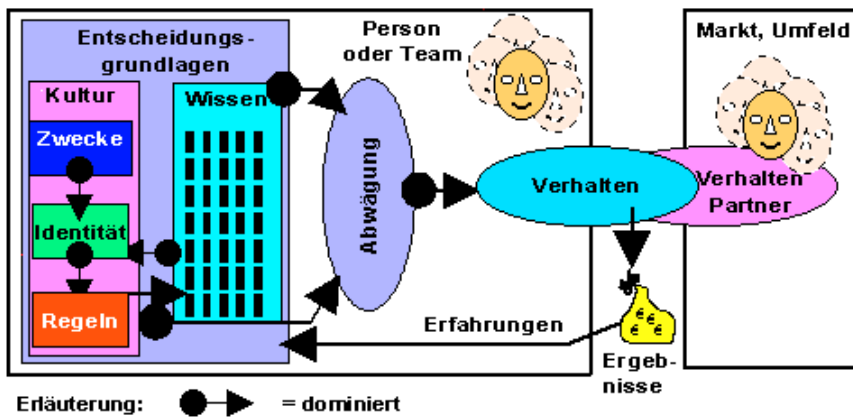 Entscheidungs-
grundlagen
Person
oder Team
Markt, Umfeld
Kultur
Wissen
Zwecke
Identität
Regeln
Abwägung
Verhalten
Verhalten
Partner
Erfahrungen
€ € € €
Ergeb-
nisse
Erläuterung: = dominiert